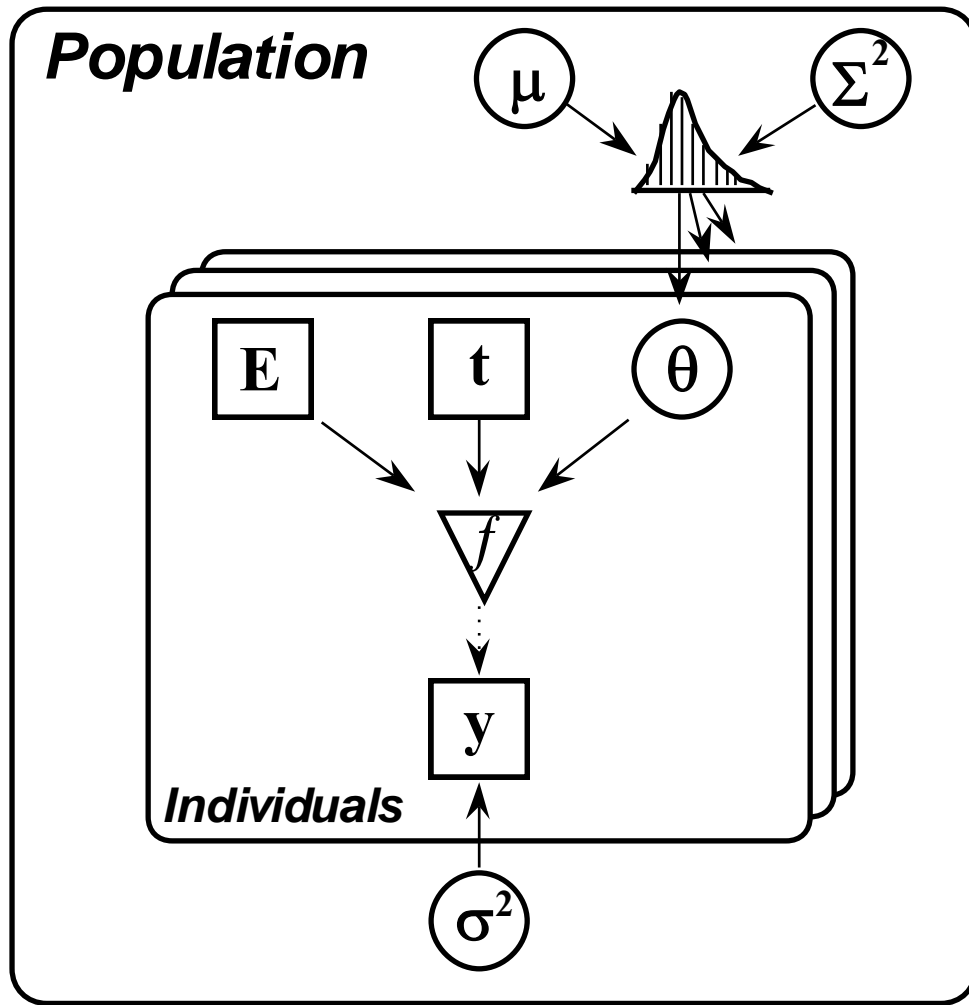 Population
μ
Σ²
E
t
θ
f
y
Individuals
σ²